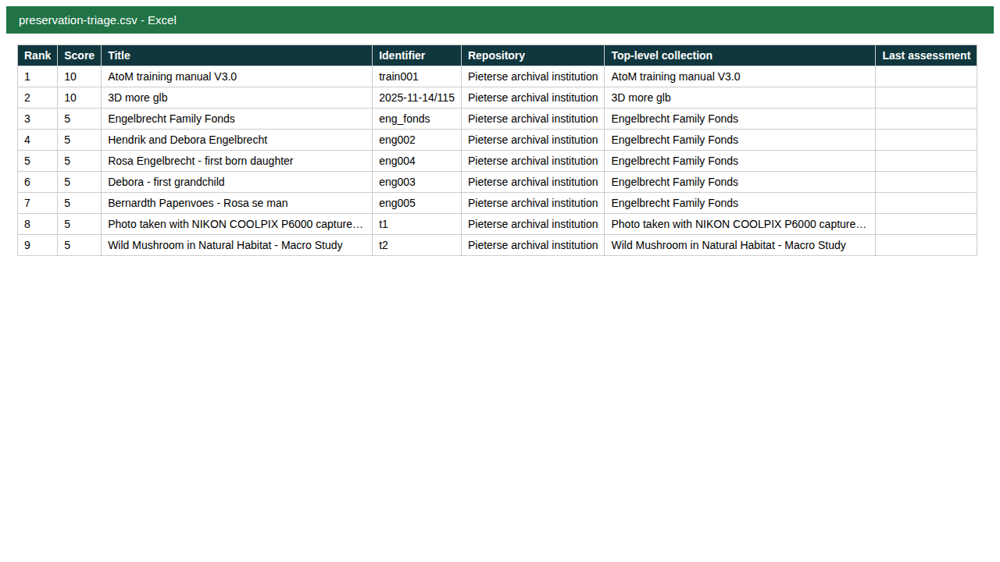 preservation-triage.csv - Excel
Rank Score Title Identifier Repository Top-level collection Last assessment
1 10 AtoM training manual V3.0 train001 Pieterse archival institution AtoM training manual V3.0
2 10 3D more glb 2025-11-14/115 Pieterse archival institution 3D more glb
3 5 Engelbrecht Family Fonds eng_fonds Pieterse archival institution Engelbrecht Family Fonds
4 5 Hendrik and Debora Engelbrecht eng002 Pieterse archival institution Engelbrecht Family Fonds
5 5 Rosa Engelbrecht - first born daughter eng004 Pieterse archival institution Engelbrecht Family Fonds
6 5 Debora - first grandchild eng003 Pieterse archival institution Engelbrecht Family Fonds
7 5 Bernardth Papenvoes - Rosa se man eng005 Pieterse archival institution Engelbrecht Family Fonds
8 5 Photo taken with NIKON COOLPIX P6000 capture… t1 Pieterse archival institution Photo taken with NIKON COOLPIX P6000 capture…
9 5 Wild Mushroom in Natural Habitat - Macro Study t2 Pieterse archival institution Wild Mushroom in Natural Habitat - Macro Study